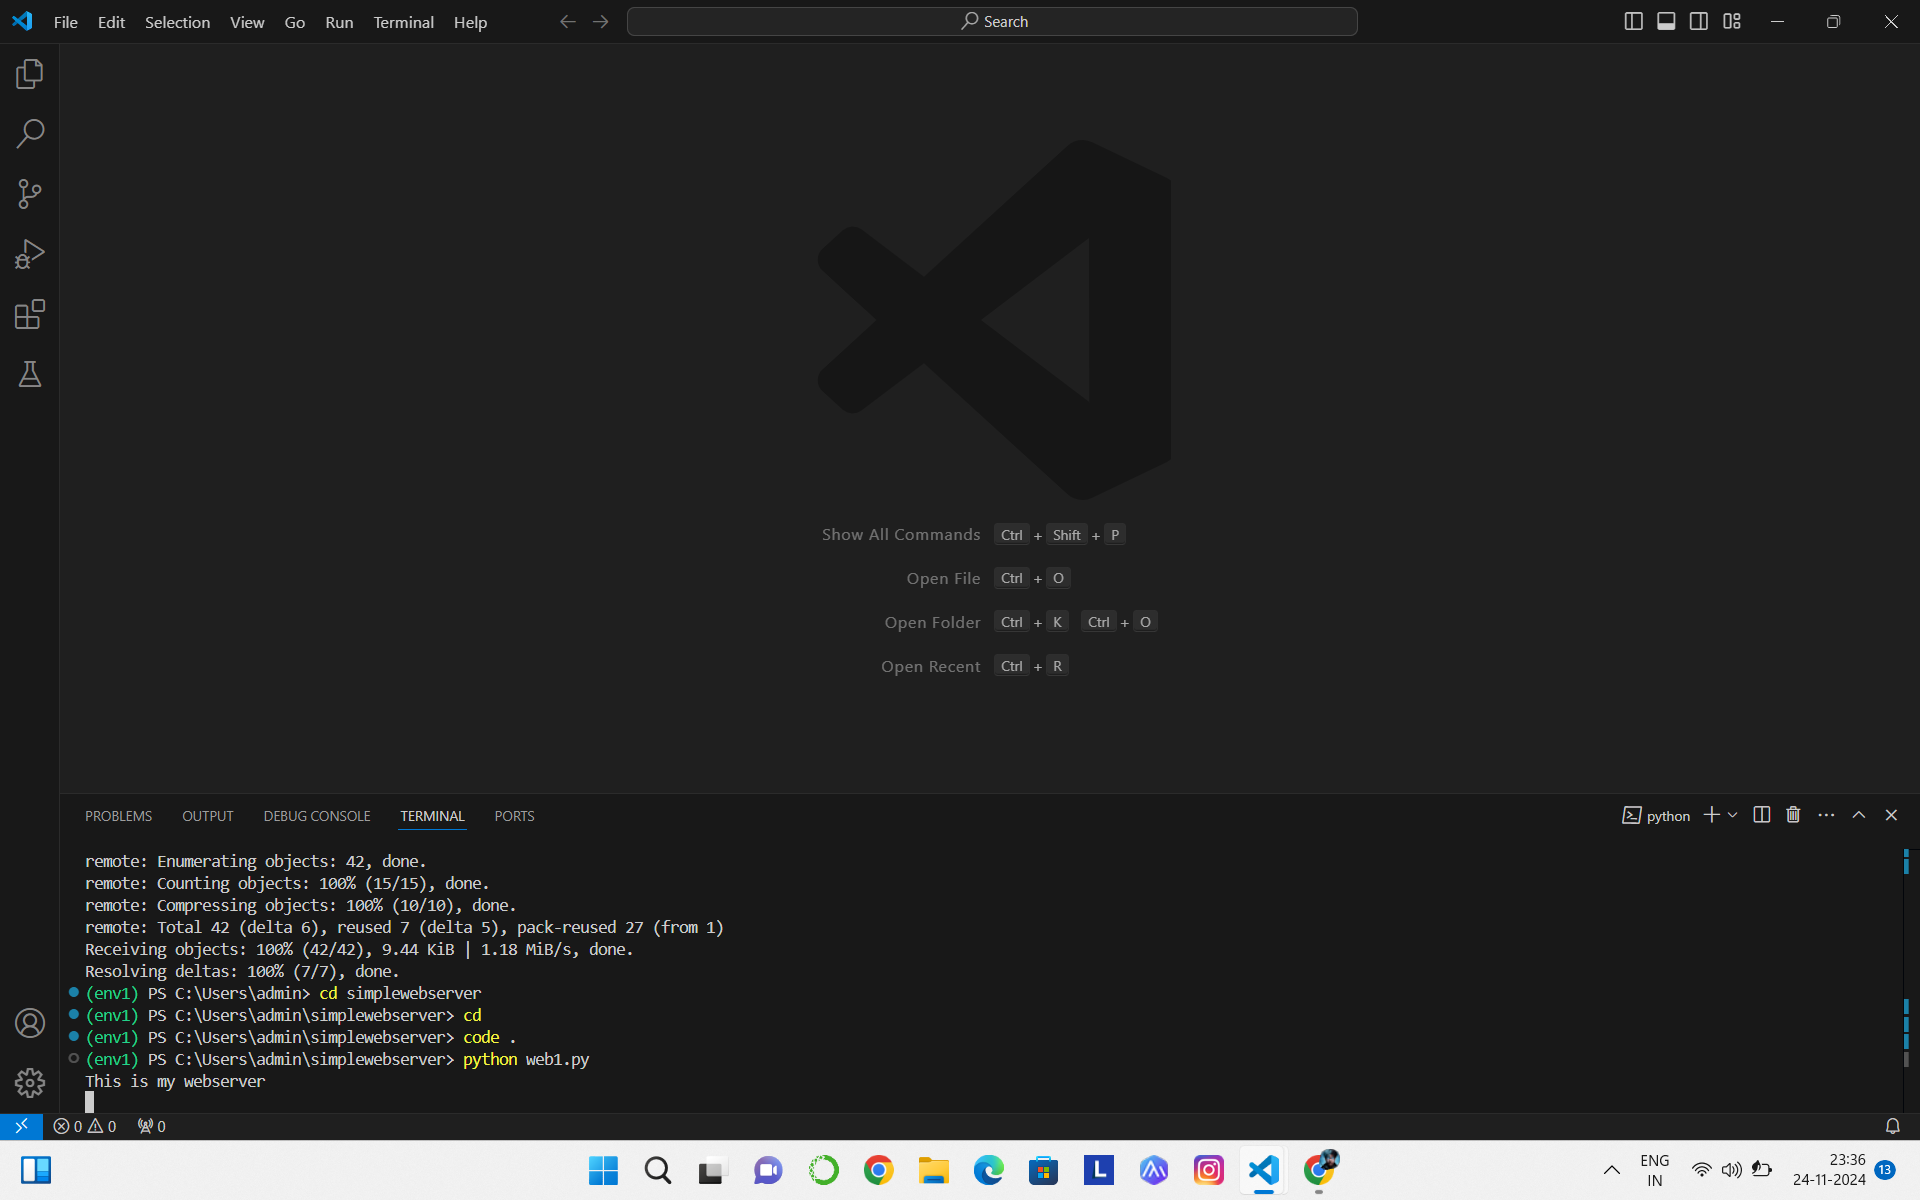 File Edit Selection View Go Run Terminal Help Search
Show All Commands Ctrl + Shift + P
Open File Ctrl + O
Open Folder Ctrl + K Ctrl + O
Open Recent Ctrl + R
PROBLEMS OUTPUT DEBUG CONSOLE TERMINAL PORTS python
remote: Enumerating objects: 42, done.
remote: Counting objects: 100% (15/15), done.
remote: Compressing objects: 100% (10/10), done.
remote: Total 42 (delta 6), reused 7 (delta 5), pack-reused 27 (from 1)
Receiving objects: 100% (42/42), 9.44 KiB | 1.18 MiB/s, done.
Resolving deltas: 100% (7/7), done.
(env1) PS C:\Users\admin> cd simplewebserver
(env1) PS C:\Users\admin\simplewebserver> cd
(env1) PS C:\Users\admin\simplewebserver> code .
(env1) PS C:\Users\admin\simplewebserver> python web1.py
This is my webserver
0 0 0
L
ENG
IN
23:36
24-11-2024
13